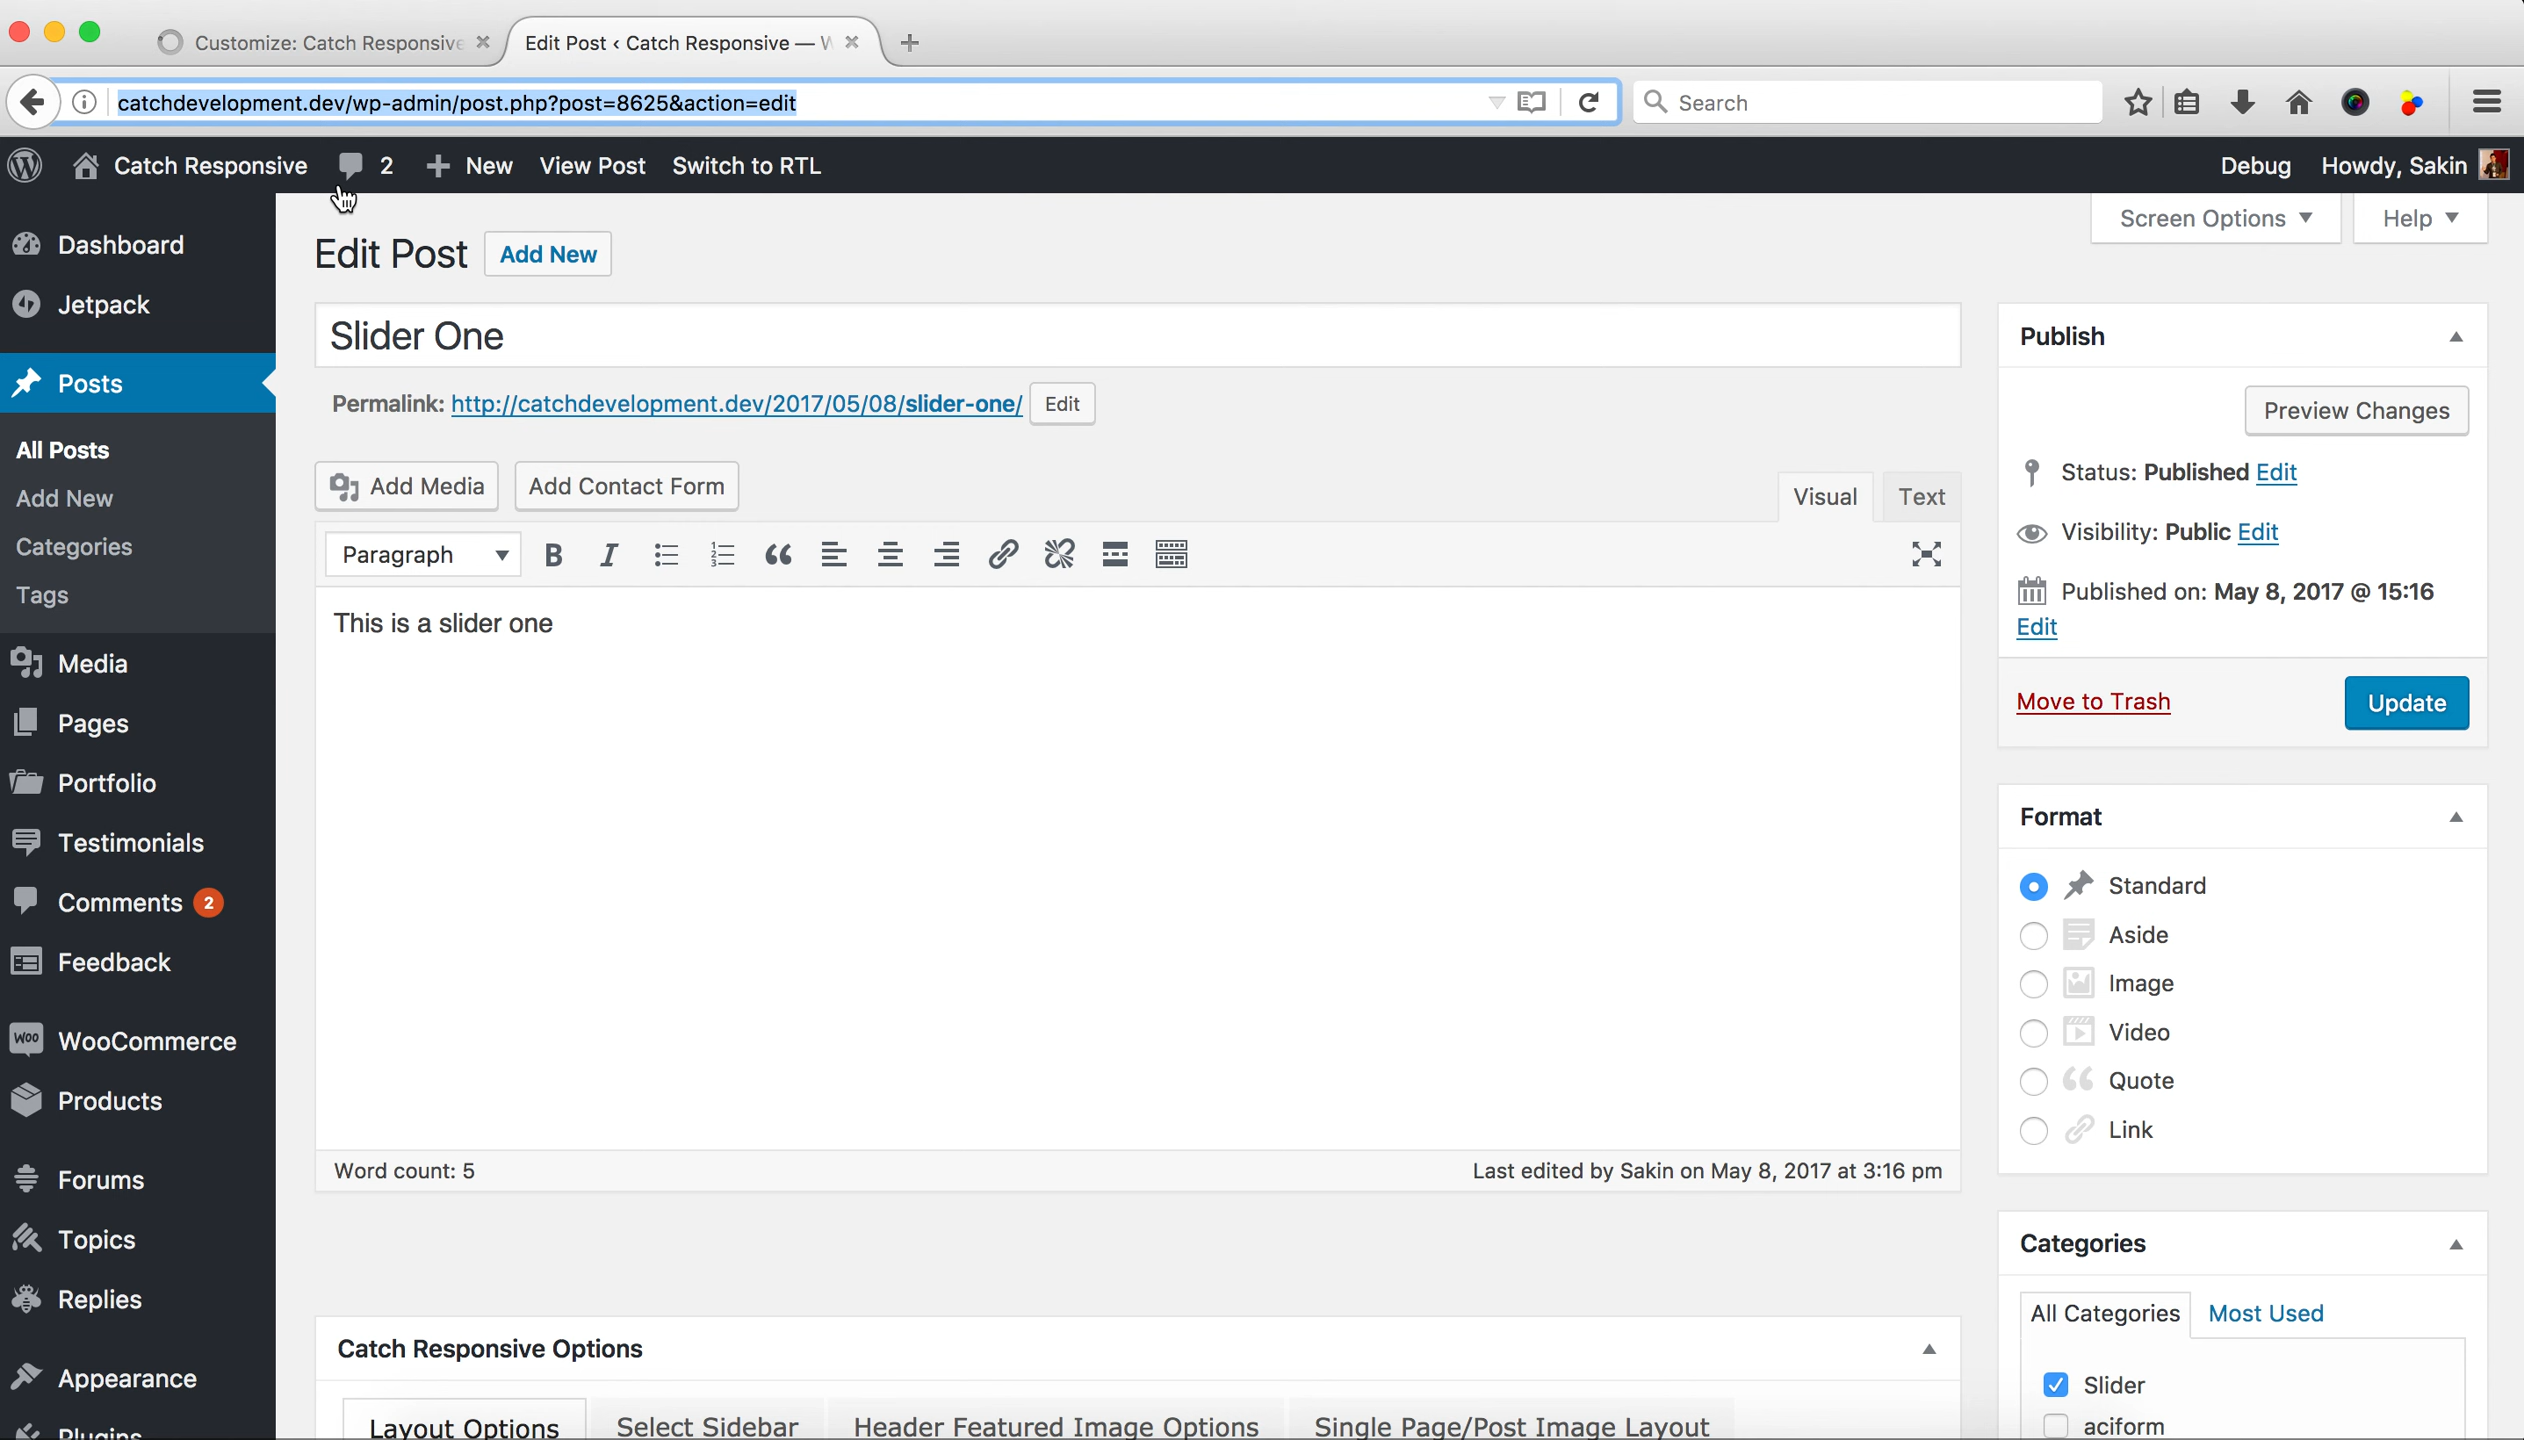 Customize: Catch Responsive
Edit Post ‹ Catch Responsive —
catchdevelopment.dev/wp-admin/post.php?post=8625&action=edit
Search
Catch Responsive 2 New View Post Switch to RTL
Debug Howdy, Sakin
Dashboard
Jetpack
Posts
All Posts
Add New
Categories
Tags
Media
Pages
Portfolio
Testimonials
Comments 2
Feedback
WOO WooCommerce
Products
Forums
Topics
Replies
Appearance
Plugins
Screen Options Help
Edit Post Add New
Slider One
Permalink: http://catchdevelopment.dev/2017/05/08/slider-one/ Edit
Add Media Add Contact Form
Visual Text
Paragraph B I
This is a slider one
Word count: 5 Last edited by Sakin on May 8, 2017 at 3:16 pm
Catch Responsive Options
Layout Options Select Sidebar Header Featured Image Options Single Page/Post Image Layout
Publish
Preview Changes
Status: Published Edit
Visibility: Public Edit
Published on: May 8, 2017 @ 15:16
Edit
Move to Trash Update
Format
Standard
Aside
Image
Video
Quote
Link
Categories
All Categories Most Used
Slider
aciform